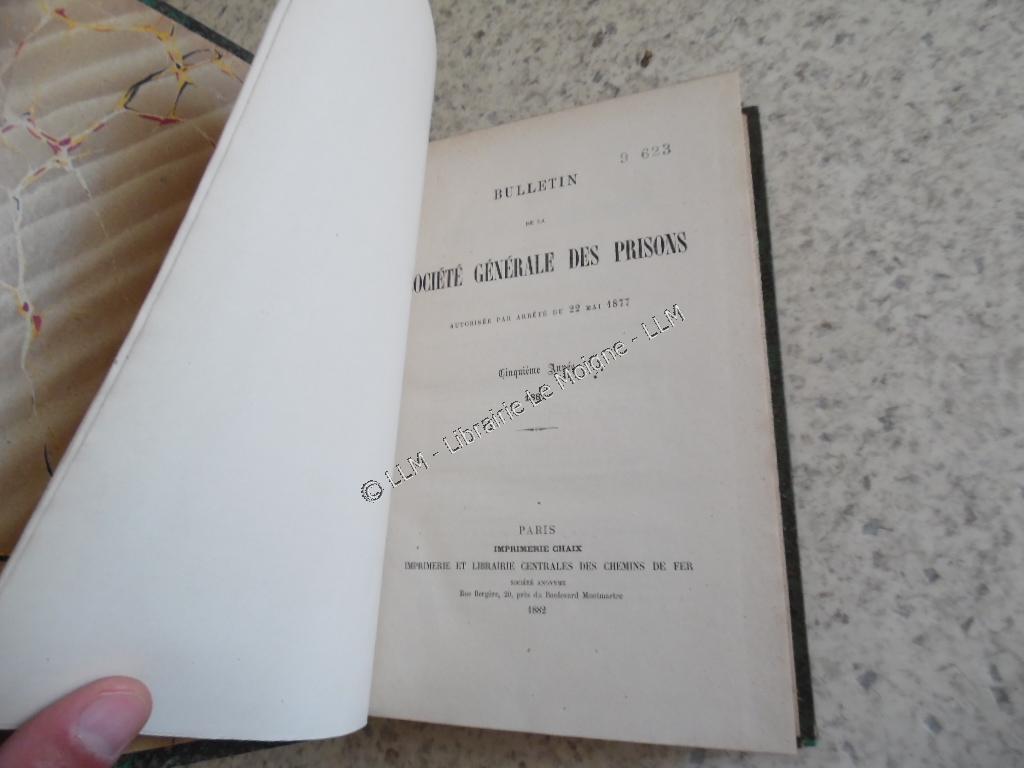 9 623
BULLETIN
DE LA
SOCIÉTÉ GÉNÉRALE DES PRISONS
AUTORISÉE PAR ARRÊTÉ DU 22 MAI 1877
Cinquième Année
PARIS
IMPRIMERIE CHAIX
IMPRIMERIE ET LIBRAIRIE CENTRALES DES CHEMINS DE FER
SOCIÉTÉ ANONYME
Rue Bergère, 20, près du Boulevard Montmartre
1882
© LLM - Librairie Le Moigne - LLM